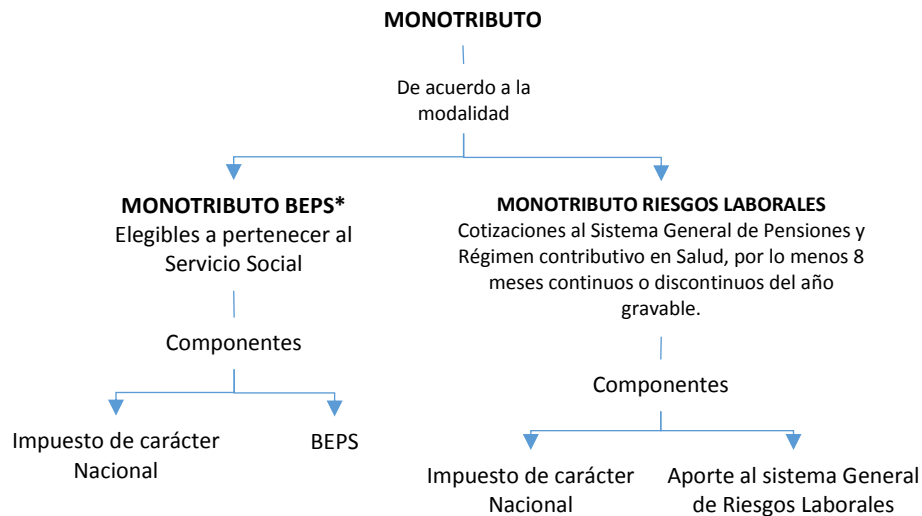 MONOTRIBUTO
De acuerdo a la
modalidad
MONOTRIBUTO BEPS*
Elegibles a pertenecer al
Servicio Social
Componentes
Impuesto de carácter
Nacional
BEPS
MONOTRIBUTO RIESGOS LABORALES
Cotizaciones al Sistema General de Pensiones y
Régimen contributivo en Salud, por lo menos 8
meses continuos o discontinuos del año
gravable.
Componentes
Impuesto de carácter
Nacional
Aporte al sistema General
de Riesgos Laborales